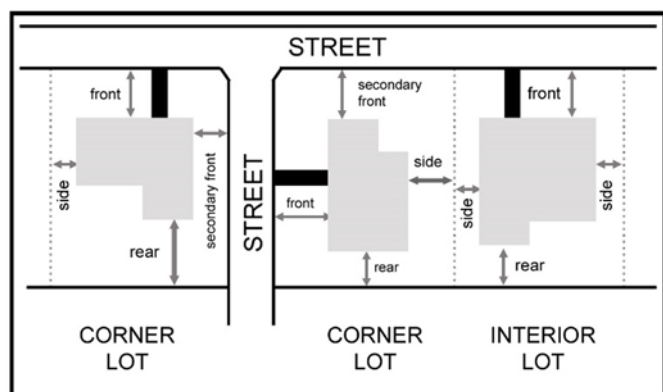 STREET
front
secondary
front
front
side
secondary front
STREET
side
side
side
front
rear
rear
rear
CORNER
LOT
CORNER
LOT
INTERIOR
LOT